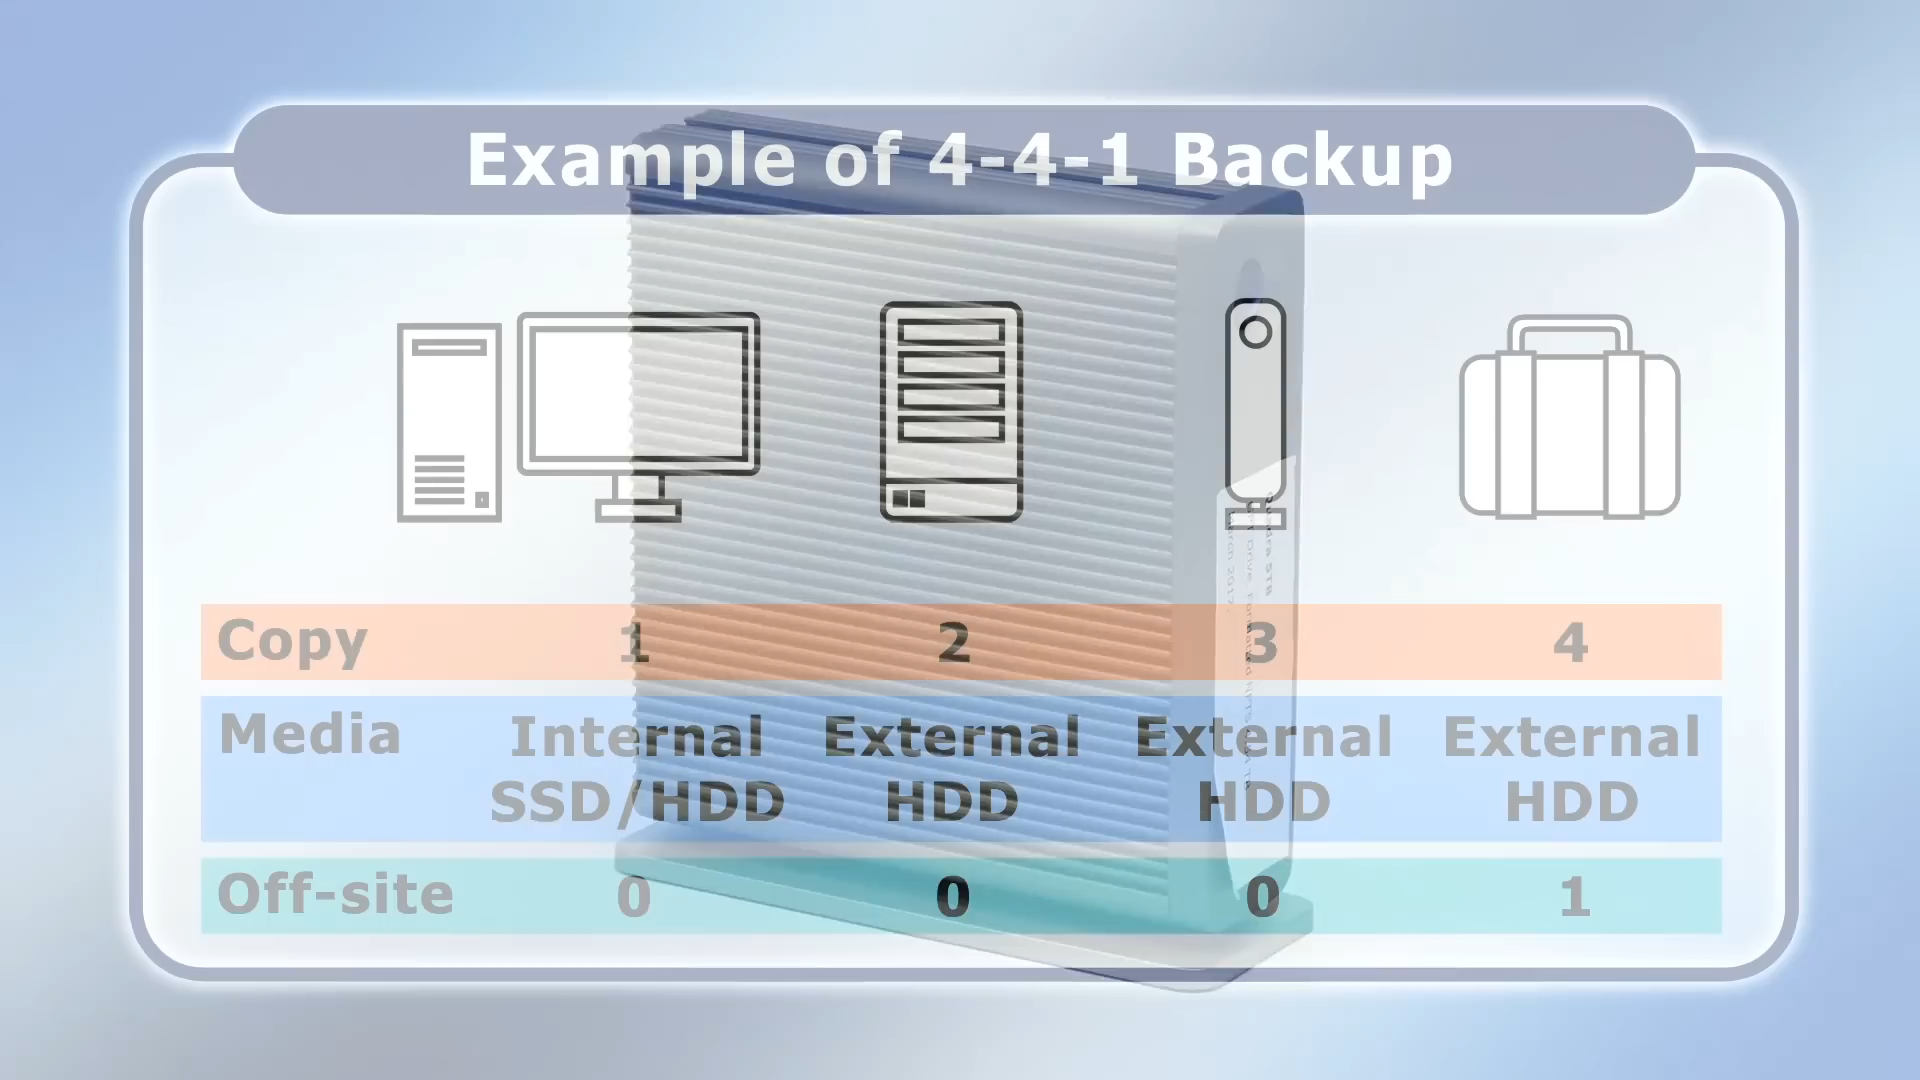 Example of 4-4-1 Backup
Copy 1 2 3 4
Media Internal External External External
SSD/HDD HDD HDD HDD
Off-site 0 0 0 1